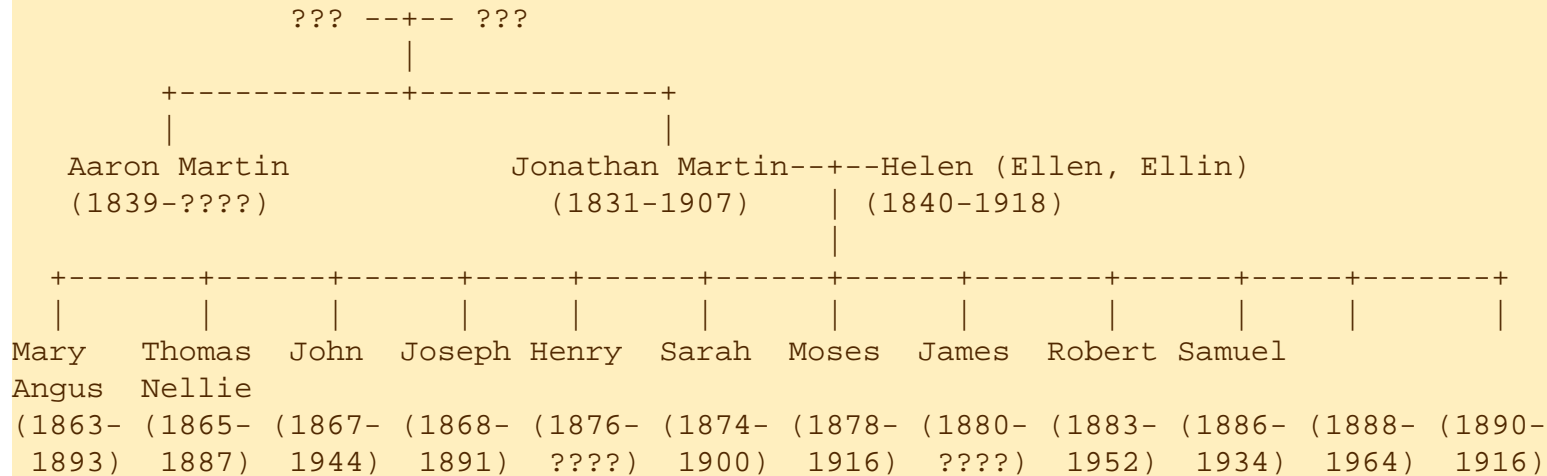 ??? --+-- ???
|
+------------+-------------+
| |
Aaron Martin Jonathan Martin--+--Helen (Ellen, Ellin)
(1839-????) (1831-1907) | (1840-1918)
|
+-------+------+------+-----+------+------+------+-------+------+-----+-------+
| | | | | | | | | | | |
Mary Thomas John Joseph Henry Sarah Moses James Robert Samuel
Angus Nellie
(1863- (1865- (1867- (1868- (1876- (1874- (1878- (1880- (1883- (1886- (1888- (1890-
1893) 1887) 1944) 1891) ????) 1900) 1916) ????) 1952) 1934) 1964) 1916)